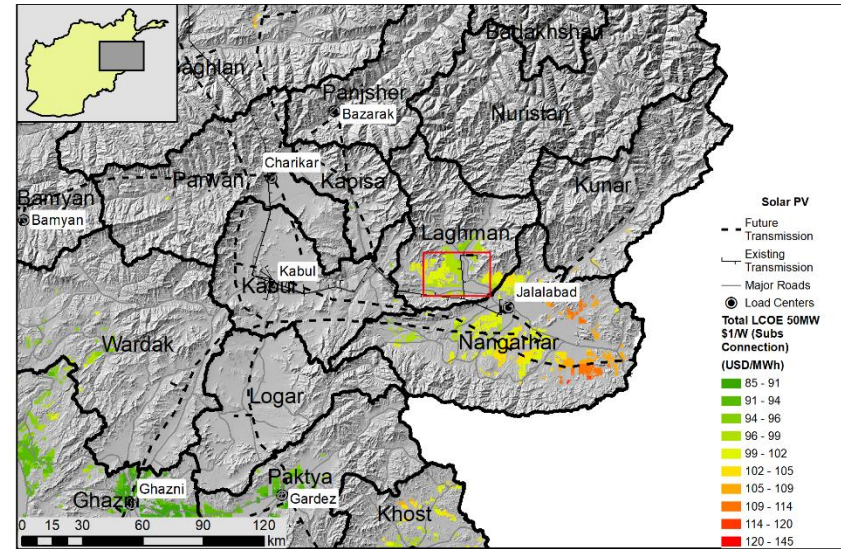 Badakhshan
Baghlan
Panjsher
Bazarak
Nuristan
Charikar
Parwan
Kapisa
Kunar
Bamyan
Bamyan
Laghman
Kabul
Kabul
Jalalabad
Wardak
Nangarhar
Logar
Paktya
Ghazni
Ghazni
Gardez
Khost
0 15 30 60 90 120
km
Solar PV
Future
Transmission
Existing
Transmission
Major Roads
Load Centers
Total LCOE 50MW
$1/W (Subs
Connection)
(USD/MWh)
85 - 91
91 - 94
94 - 96
96 - 99
99 - 102
102 - 105
105 - 109
109 - 114
114 - 120
120 - 145